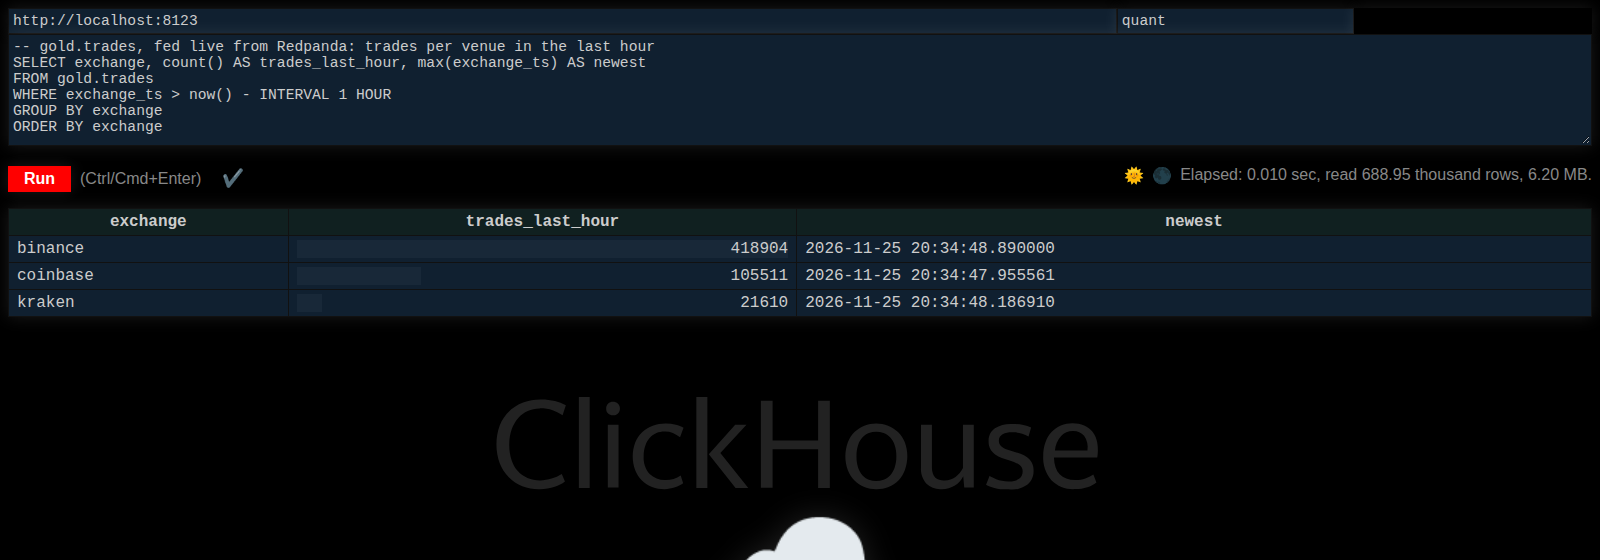 http://localhost:8123 quant
-- gold.trades, fed live from Redpanda: trades per venue in the last hour
SELECT exchange, count() AS trades_last_hour, max(exchange_ts) AS newest
FROM gold.trades
WHERE exchange_ts > now() - INTERVAL 1 HOUR
GROUP BY exchange
ORDER BY exchange
Run (Ctrl/Cmd+Enter) ✔ 🌞 🌑 Elapsed: 0.010 sec, read 688.95 thousand rows, 6.20 MB.
exchange trades_last_hour newest
binance 418904 2026-11-25 20:34:48.890000
coinbase 105511 2026-11-25 20:34:47.955561
kraken 21610 2026-11-25 20:34:48.186910
ClickHouse